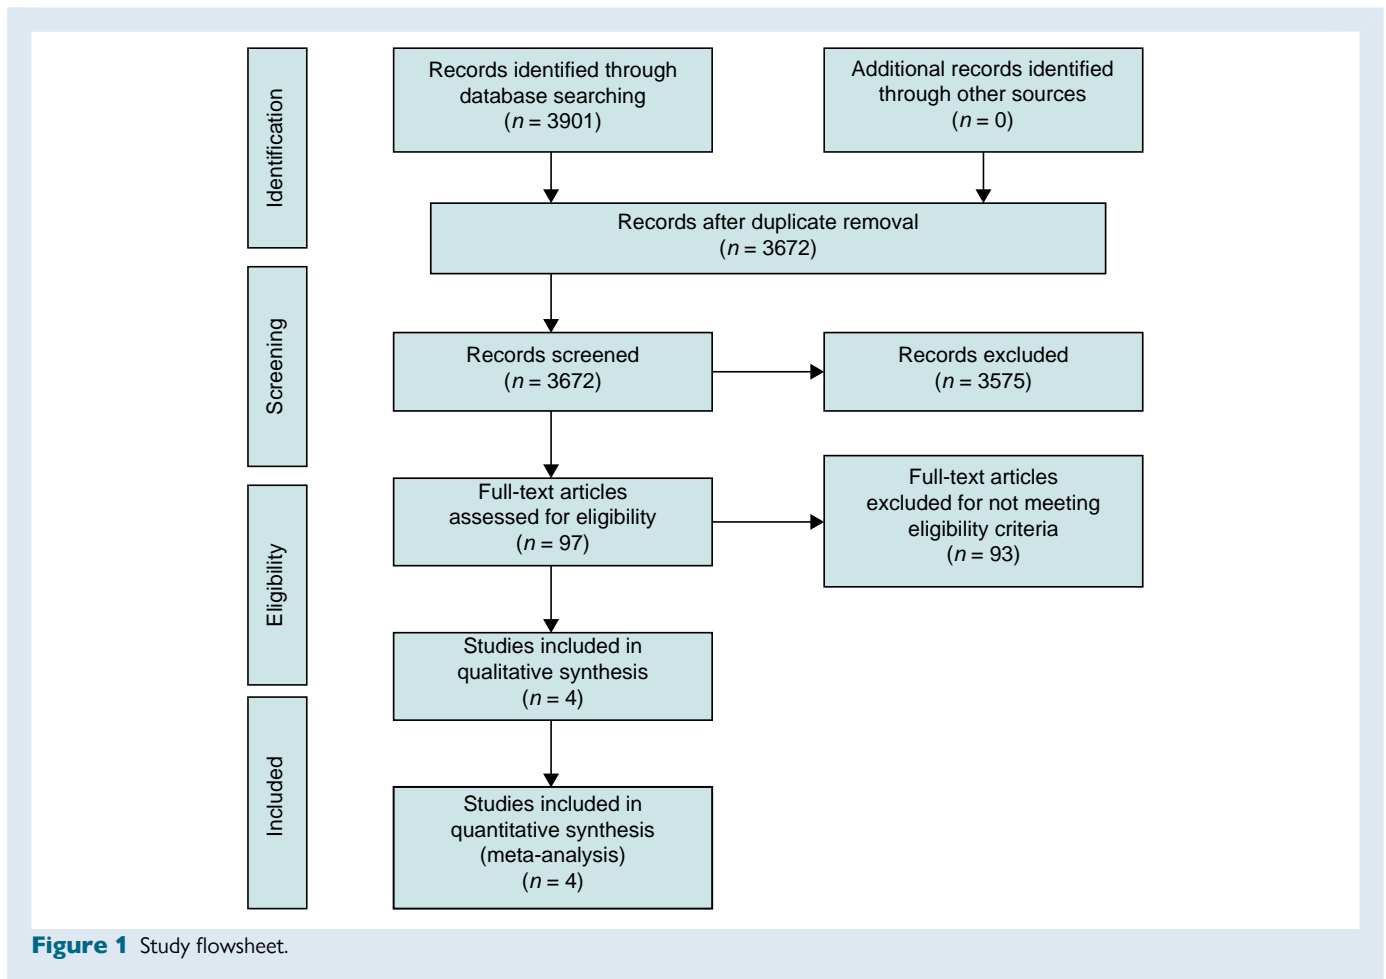 Identification
Records identified through
database searching
(n = 3901)
Additional records identified
through other sources
(n = 0)
Records after duplicate removal
(n = 3672)
Screening
Records screened
(n = 3672)
Records excluded
(n = 3575)
Eligibility
Full-text articles
assessed for eligibility
(n = 97)
Full-text articles
excluded for not meeting
eligibility criteria
(n = 93)
Studies included in
qualitative synthesis
(n = 4)
Included
Studies included in
quantitative synthesis
(meta-analysis)
(n = 4)
Figure 1 Study flowsheet.